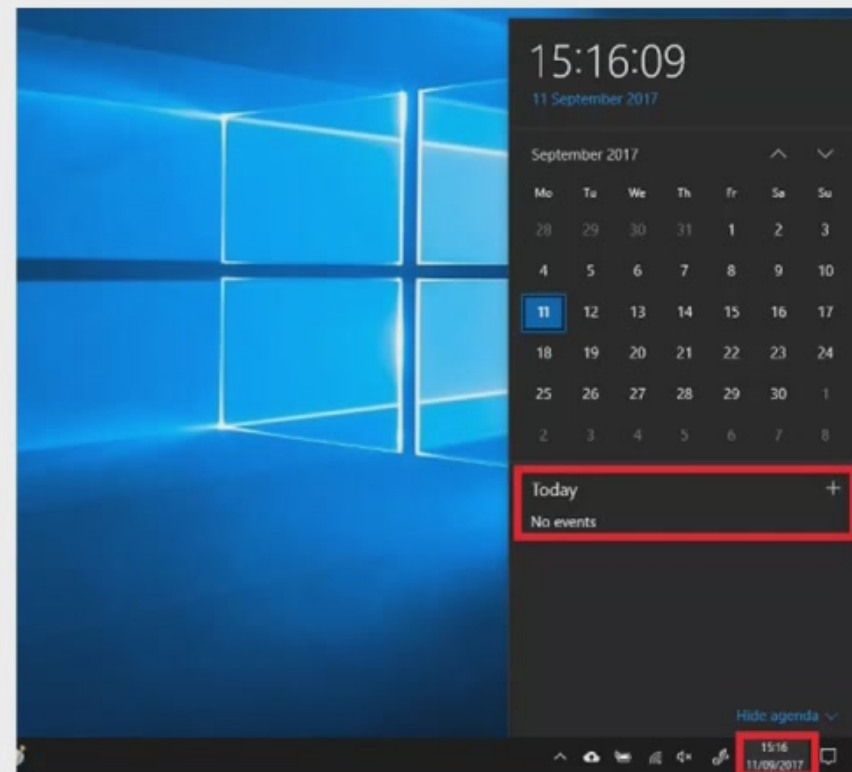 15:16:09
11 September 2017
September 2017
Mo Tu We Th Fr Sa Su
28 29 30 31 1 2 3
4 5 6 7 8 9 10
11 12 13 14 15 16 17
18 19 20 21 22 23 24
25 26 27 28 29 30 1
2 3 4 5 6 7 8
Today +
No events
Hide agenda
15:16
11/09/2017